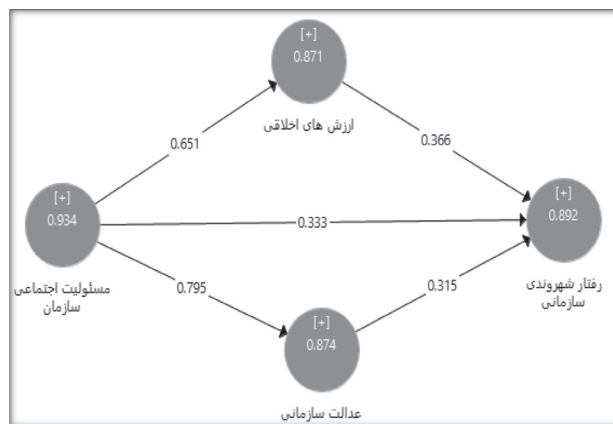 [+]
0.871
ارزش های اخلاقی
0.651
0.366
[+]
0.934
مسئولیت اجتماعی
سازمان
0.333
[+]
0.892
رفتار شهروندی
سازمانی
0.795
0.315
[+]
0.874
عدالت سازمانی